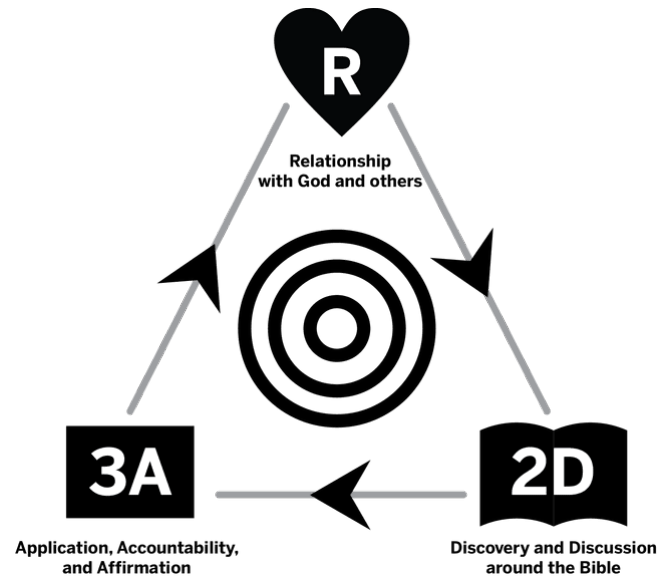 R
Relationship
with God and others
3A
2D
Application, Accountability,
and Affirmation
Discovery and Discussion
around the Bible